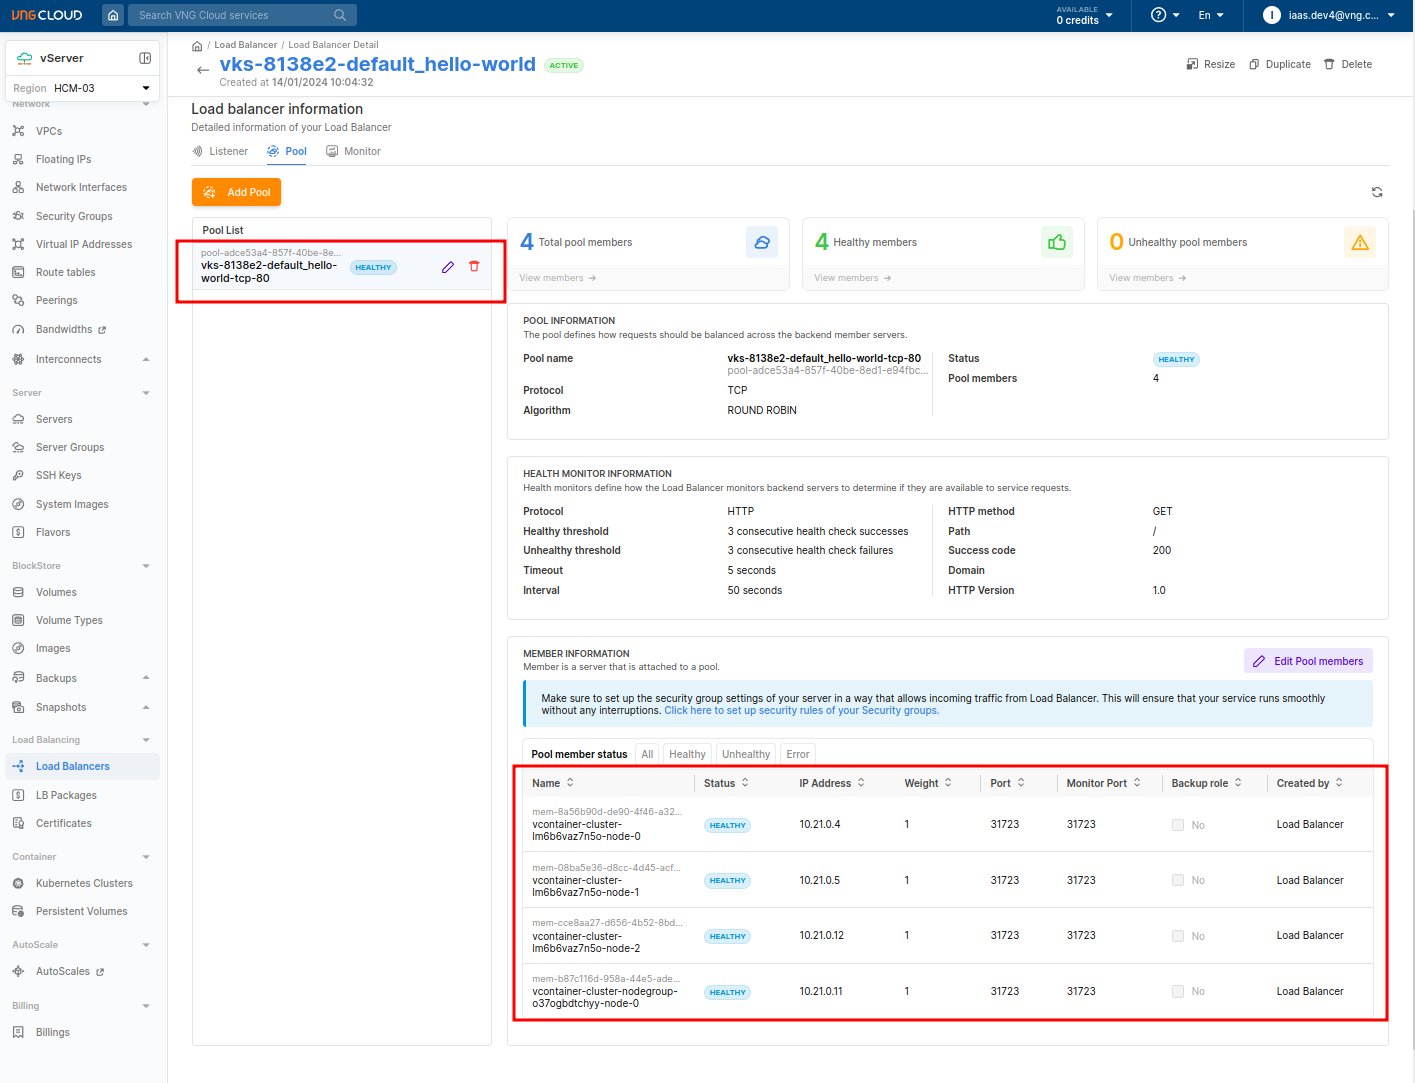 VNG CLOUD
Search VNG Cloud services
AVAILABLE
0 credits
En
I
iaas.dev4@vng.c...
vServer
Region HCM-03
Network
VPCs
Floating IPs
Network Interfaces
Security Groups
Virtual IP Addresses
Route tables
Peerings
Bandwidths
Interconnects
Server
Servers
Server Groups
SSH Keys
System Images
Flavors
BlockStore
Volumes
Volume Types
Images
Backups
Snapshots
Load Balancing
Load Balancers
LB Packages
Certificates
Container
Kubernetes Clusters
Persistent Volumes
AutoScale
AutoScales
Billing
Billings
/ Load Balancer / Load Balancer Detail
vks-8138e2-default_hello-world ACTIVE
Created at 14/01/2024 10:04:32
Resize Duplicate Delete
Load balancer information
Detailed information of your Load Balancer
Listener Pool Monitor
Add Pool
Pool List
pool-adce53a4-857f-40be-8e...
vks-8138e2-default_hello-
world-tcp-80
HEALTHY
4 Total pool members
View members
4 Healthy members
View members
0 Unhealthy pool members
View members
POOL INFORMATION
The pool defines how requests should be balanced across the backend member servers.
Pool name vks-8138e2-default_hello-world-tcp-80
pool-adce53a4-857f-40be-8ed1-e94fbc...
Protocol TCP
Algorithm ROUND ROBIN
Status HEALTHY
Pool members 4
HEALTH MONITOR INFORMATION
Health monitors define how the Load Balancer monitors backend servers to determine if they are available to service requests.
Protocol HTTP
Healthy threshold 3 consecutive health check successes
Unhealthy threshold 3 consecutive health check failures
Timeout 5 seconds
Interval 50 seconds
HTTP method GET
Path /
Success code 200
Domain
HTTP Version 1.0
MEMBER INFORMATION
Member is a server that is attached to a pool.
Edit Pool members
Make sure to set up the security group settings of your server in a way that allows incoming traffic from Load Balancer. This will ensure that your service runs smoothly
without any interruptions. Click here to set up security rules of your Security groups.
Pool member status All Healthy Unhealthy Error
Name Status IP Address Weight Port Monitor Port Backup role Created by
mem-8a56b90d-de90-4f46-a32...
vcontainer-cluster-
lm6b6vaz7n5o-node-0
HEALTHY 10.21.0.4 1 31723 31723 No Load Balancer
mem-08ba5e36-d8cc-4d45-acf...
vcontainer-cluster-
lm6b6vaz7n5o-node-1
HEALTHY 10.21.0.5 1 31723 31723 No Load Balancer
mem-cce8aa27-d656-4b52-8bd...
vcontainer-cluster-
lm6b6vaz7n5o-node-2
HEALTHY 10.21.0.12 1 31723 31723 No Load Balancer
mem-b87c116d-958a-44e5-ade...
vcontainer-cluster-nodegroup-
o37ogbdtchyy-node-0
HEALTHY 10.21.0.11 1 31723 31723 No Load Balancer